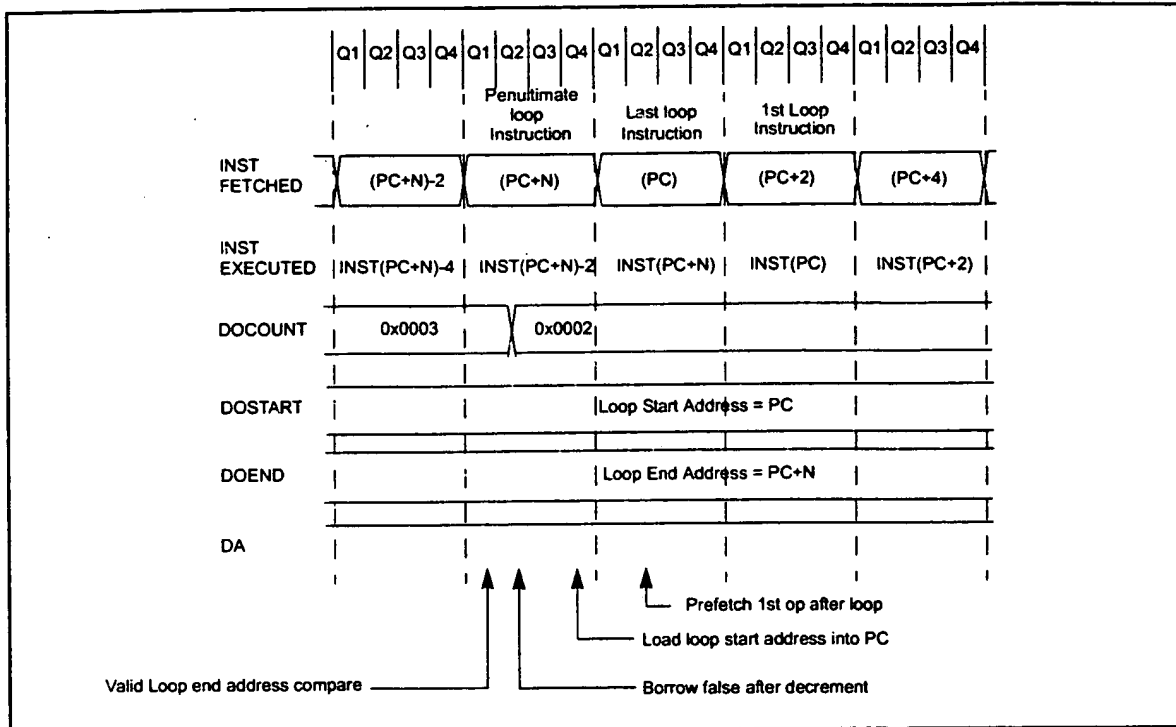 Q1 Q2 Q3 Q4 Q1 Q2 Q3 Q4 Q1 Q2 Q3 Q4 Q1 Q2 Q3 Q4 Q1 Q2 Q3 Q4
Penultimate
loop
Instruction
Last loop
Instruction
1st Loop
Instruction
INST
FETCHED
(PC+N)-2
(PC+N)
(PC)
(PC+2)
(PC+4)
INST
EXECUTED
INST(PC+N)-4
INST(PC+N)-2
INST(PC+N)
INST(PC)
INST(PC+2)
DOCOUNT
0x0003
0x0002
DOSTART
Loop Start Address = PC
DOEND
Loop End Address = PC+N
DA
Prefetch 1st op after loop
Load loop start address into PC
Valid Loop end address compare
Borrow false after decrement